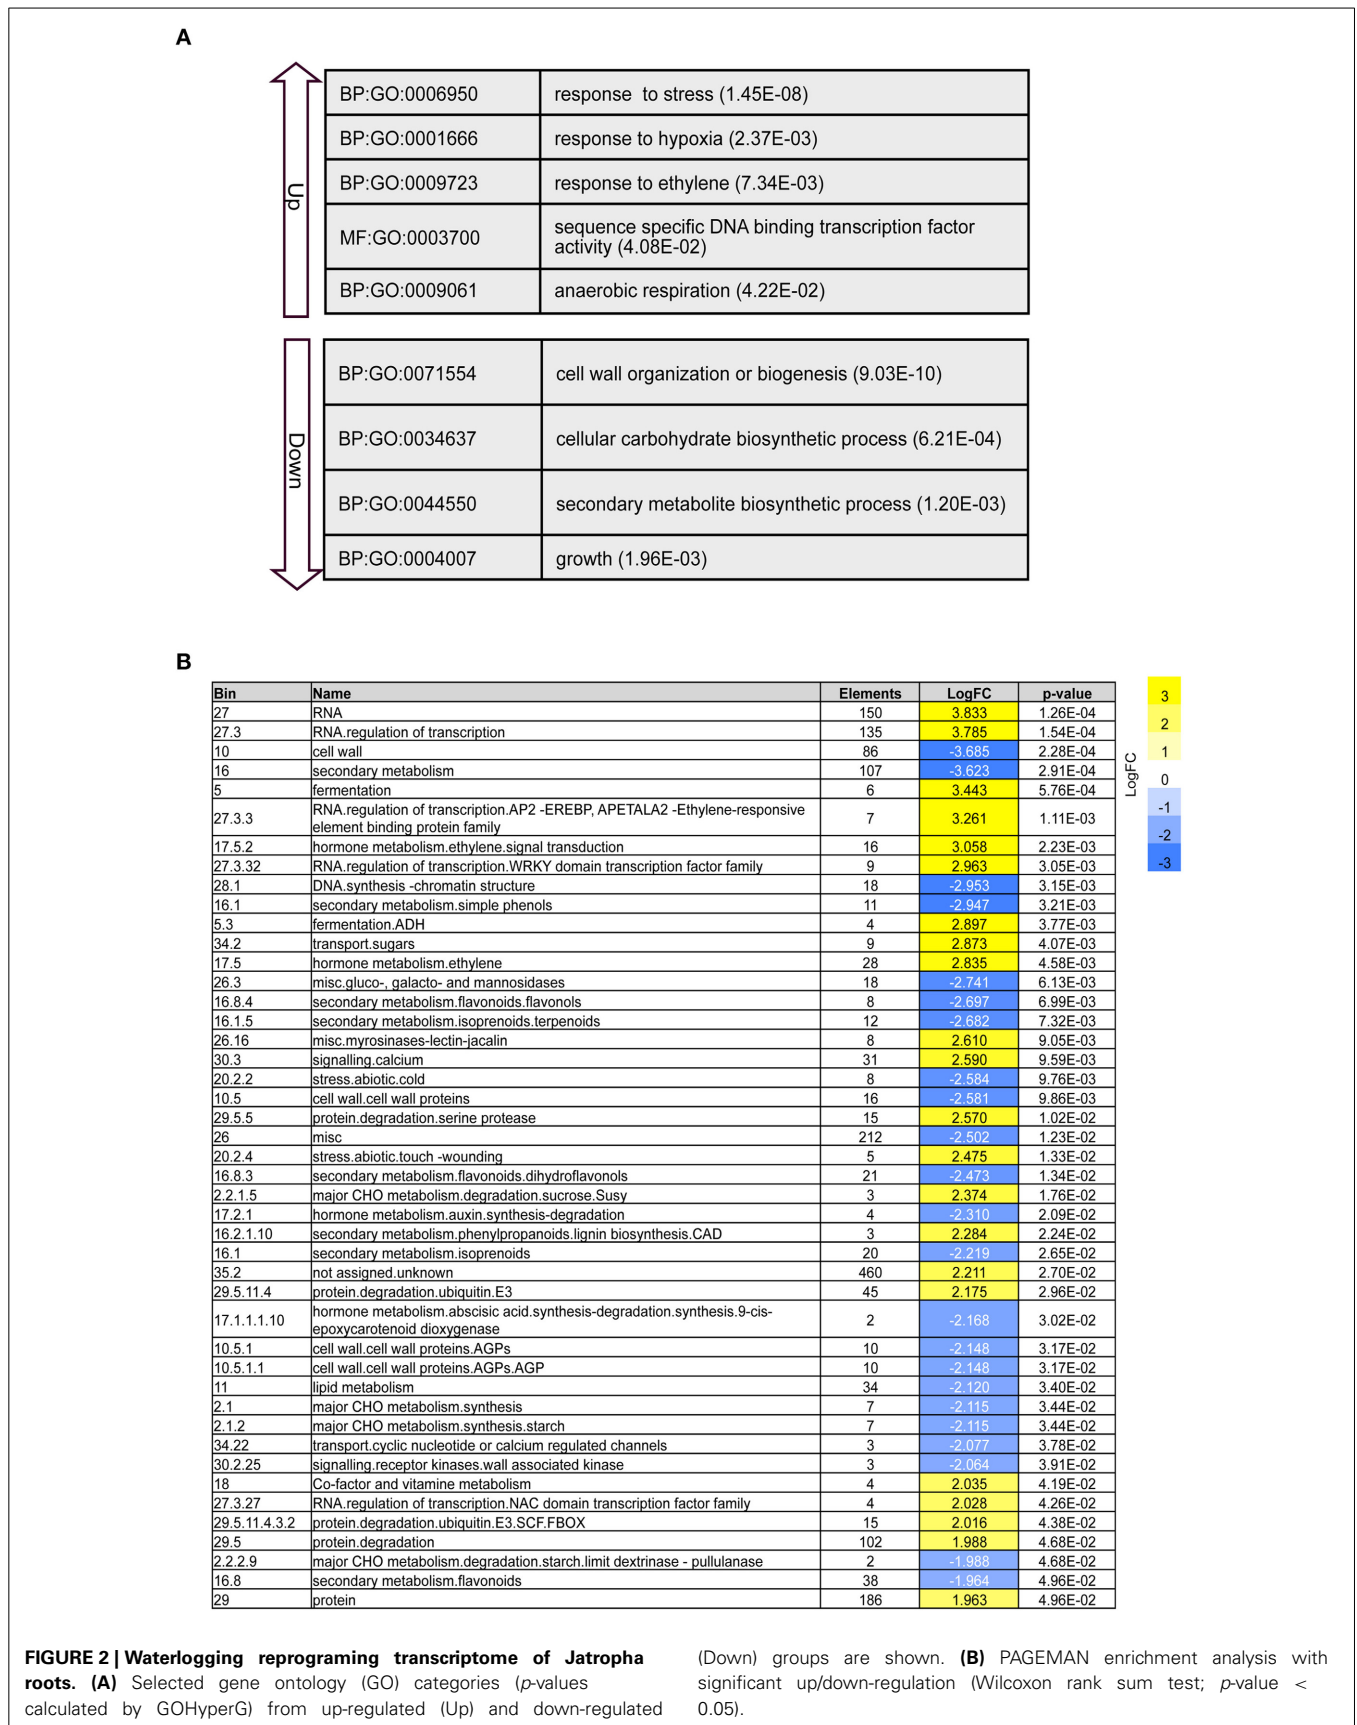 A
Up
BP:GO:0006950 response to stress (1.45E-08)
BP:GO:0001666 response to hypoxia (2.37E-03)
BP:GO:0009723 response to ethylene (7.34E-03)
MF:GO:0003700 sequence specific DNA binding transcription factor
activity (4.08E-02)
BP:GO:0009061 anaerobic respiration (4.22E-02)
Down
BP:GO:0071554 cell wall organization or biogenesis (9.03E-10)
BP:GO:0034637 cellular carbohydrate biosynthetic process (6.21E-04)
BP:GO:0044550 secondary metabolite biosynthetic process (1.20E-03)
BP:GO:0004007 growth (1.96E-03)
B
Bin Name Elements LogFC p-value
27 RNA 150 3.833 1.26E-04
27.3 RNA.regulation of transcription 135 3.785 1.54E-04
10 cell wall 86 -3.685 2.28E-04
16 secondary metabolism 107 -3.623 2.91E-04
5 fermentation 6 3.443 5.76E-04
27.3.3 RNA.regulation of transcription.AP2 -EREBP, APETALA2 -Ethylene-responsive
element binding protein family 7 3.261 1.11E-03
17.5.2 hormone metabolism.ethylene.signal transduction 16 3.058 2.23E-03
27.3.32 RNA.regulation of transcription.WRKY domain transcription factor family 9 2.963 3.05E-03
28.1 DNA.synthesis -chromatin structure 18 -2.953 3.15E-03
16.1 secondary metabolism.simple phenols 11 -2.947 3.21E-03
5.3 fermentation.ADH 4 2.897 3.77E-03
34.2 transport.sugars 9 2.873 4.07E-03
17.5 hormone metabolism.ethylene 28 2.835 4.58E-03
26.3 misc.gluco-, galacto- and mannosidases 18 -2.741 6.13E-03
16.8.4 secondary metabolism.flavonoids.flavonols 8 -2.697 6.99E-03
16.1.5 secondary metabolism.isoprenoids.terpenoids 12 -2.682 7.32E-03
26.16 misc.myrosinases-lectin-jacalin 8 2.610 9.05E-03
30.3 signalling.calcium 31 2.590 9.59E-03
20.2.2 stress.abiotic.cold 8 -2.584 9.76E-03
10.5 cell wall.cell wall proteins 16 -2.581 9.86E-03
29.5.5 protein.degradation.serine protease 15 2.570 1.02E-02
26 misc 212 -2.502 1.23E-02
20.2.4 stress.abiotic.touch -wounding 5 2.475 1.33E-02
16.8.3 secondary metabolism.flavonoids.dihydroflavonols 21 -2.473 1.34E-02
2.2.1.5 major CHO metabolism.degradation.sucrose.Susy 3 2.374 1.76E-02
17.2.1 hormone metabolism.auxin.synthesis-degradation 4 -2.310 2.09E-02
16.2.1.10 secondary metabolism.phenylpropanoids.lignin biosynthesis.CAD 3 2.284 2.24E-02
16.1 secondary metabolism.isoprenoids 20 -2.219 2.65E-02
35.2 not assigned.unknown 460 2.211 2.70E-02
29.5.11.4 protein.degradation.ubiquitin.E3 45 2.175 2.96E-02
17.1.1.1.10 hormone metabolism.abscisic acid.synthesis-degradation.synthesis.9-cis-
epoxycarotenoid dioxygenase 2 -2.168 3.02E-02
10.5.1 cell wall.cell wall proteins.AGPs 10 -2.148 3.17E-02
10.5.1.1 cell wall.cell wall proteins.AGPs.AGP 10 -2.148 3.17E-02
11 lipid metabolism 34 -2.120 3.40E-02
2.1 major CHO metabolism.synthesis 7 -2.115 3.44E-02
2.1.2 major CHO metabolism.synthesis.starch 7 -2.115 3.44E-02
34.22 transport.cyclic nucleotide or calcium regulated channels 3 -2.077 3.78E-02
30.2.25 signalling.receptor kinases.wall associated kinase 3 -2.064 3.91E-02
18 Co-factor and vitamine metabolism 4 2.035 4.19E-02
27.3.27 RNA.regulation of transcription.NAC domain transcription factor family 4 2.028 4.26E-02
29.5.11.4.3.2 protein.degradation.ubiquitin.E3.SCF.FBOX 15 2.016 4.38E-02
29.5 protein.degradation 102 1.988 4.68E-02
2.2.2.9 major CHO metabolism.degradation.starch.limit dextrinase - pullulanase 2 -1.988 4.68E-02
16.8 secondary metabolism.flavonoids 38 -1.964 4.96E-02
29 protein 186 1.963 4.96E-02
LogFC
3
2
1
0
-1
-2
-3
FIGURE 2 | Waterlogging reprograming transcriptome of Jatropha
roots. (A) Selected gene ontology (GO) categories (p-values
calculated by GOHyperG) from up-regulated (Up) and down-regulated
(Down) groups are shown. (B) PAGEMAN enrichment analysis with
significant up/down-regulation (Wilcoxon rank sum test; p-value <
0.05).